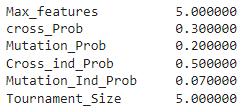 Max_features 5.000000
cross_Prob 0.300000
Mutation_Prob 0.200000
Cross_ind_Prob 0.500000
Mutation_Ind_Prob 0.070000
Tournament_Size 5.000000